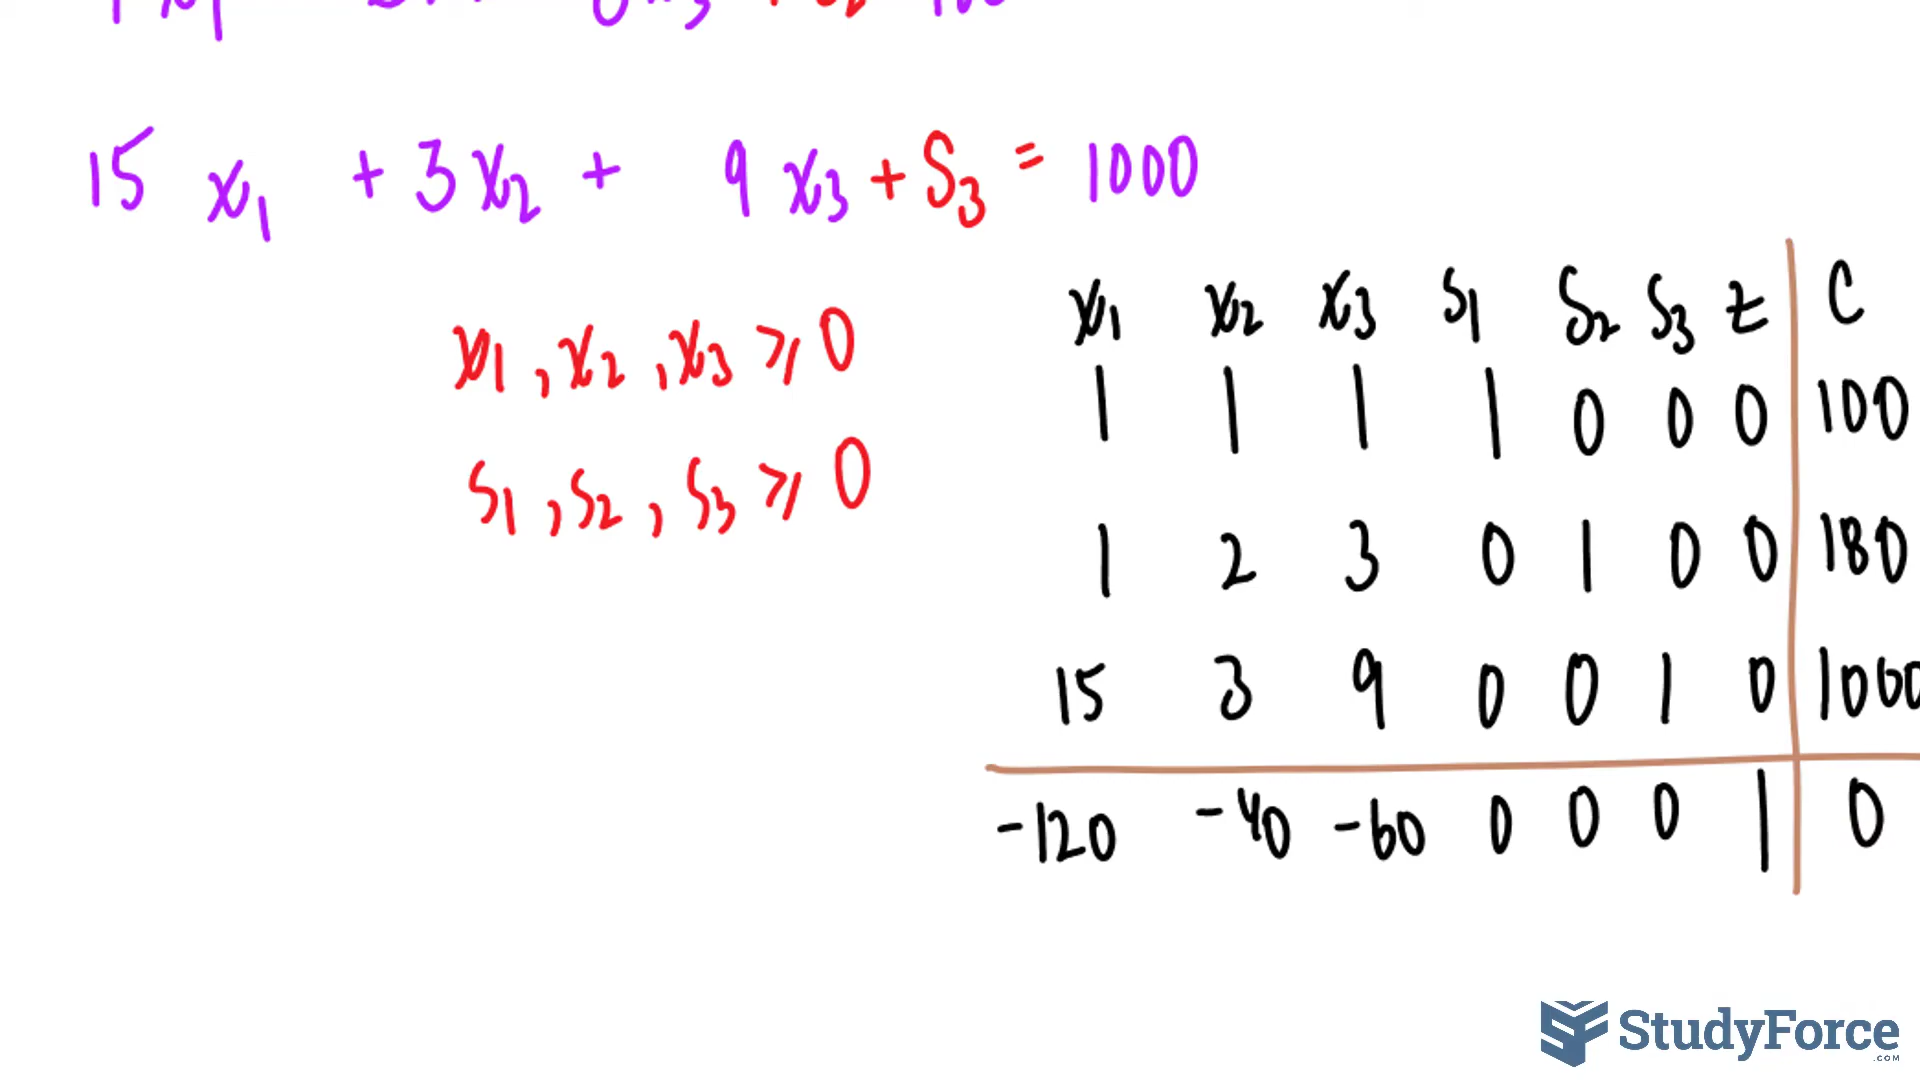 15 x₁ + 3x₂ + 9x₃ + S₃ = 1000
x₁, x₂, x₃ ⩾ 0
S₁, S₂, S₃ ⩾ 0
x₁ x₂ x₃ S₁ S₂ S₃ z C
1 1 1 1 0 0 0 100
1 2 3 0 1 0 0 180
15 3 9 0 0 1 0 1000
-120 -40 -60 0 0 0 1 0
StudyForce
.COM